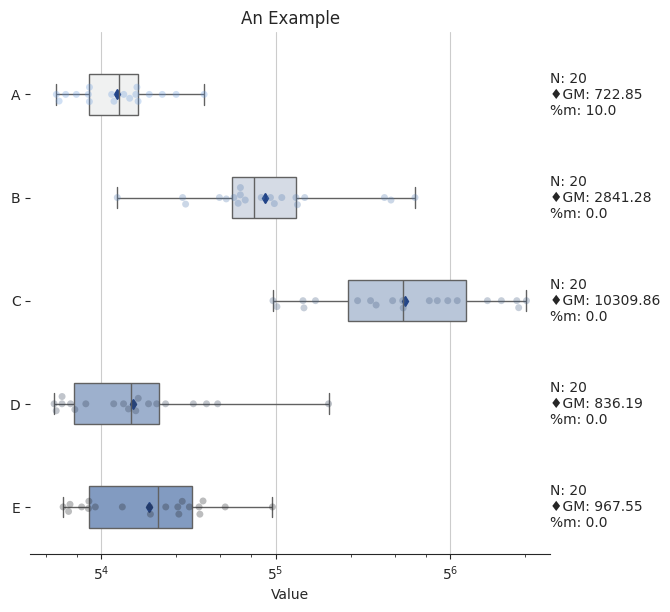 An Example
A
N: 20
♦GM: 722.85
%m: 10.0
B
N: 20
♦GM: 2841.28
%m: 0.0
C
N: 20
♦GM: 10309.86
%m: 0.0
D
N: 20
♦GM: 836.19
%m: 0.0
E
N: 20
♦GM: 967.55
%m: 0.0
5⁴ 5⁵ 5⁶
Value